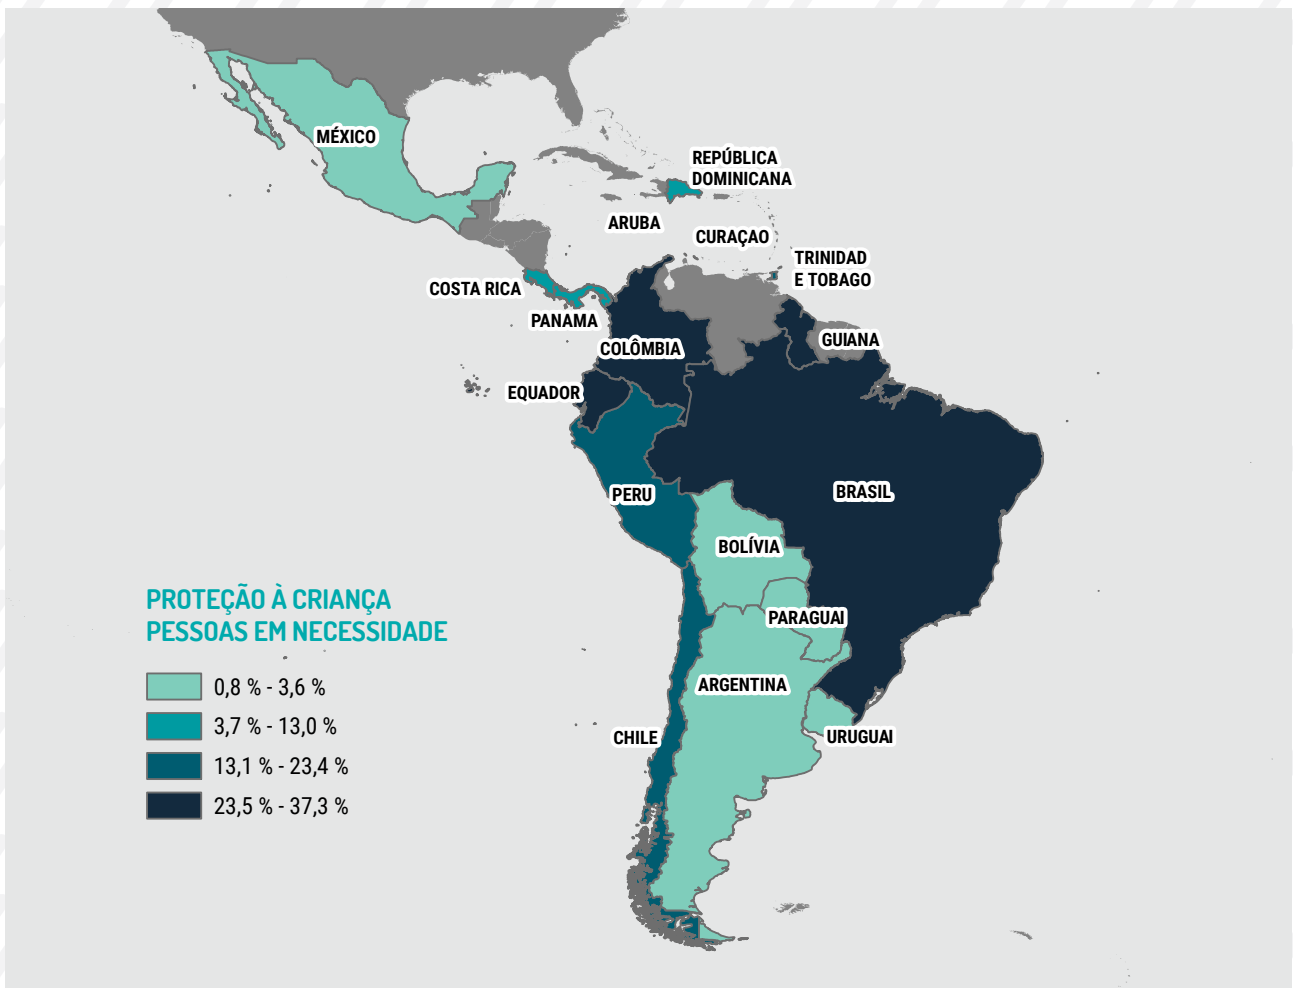 MÉXICO
REPÚBLICA
DOMINICANA
ARUBA
CURAÇAO
TRINIDAD
E TOBAGO
COSTA RICA
PANAMA
COLÔMBIA
GUIANA
EQUADOR
PERU
BRASIL
BOLÍVIA
PARAGUAI
ARGENTINA
CHILE
URUGUAI
PROTEÇÃO À CRIANÇA
PESSOAS EM NECESSIDADE
0,8 % - 3,6 %
3,7 % - 13,0 %
13,1 % - 23,4 %
23,5 % - 37,3 %